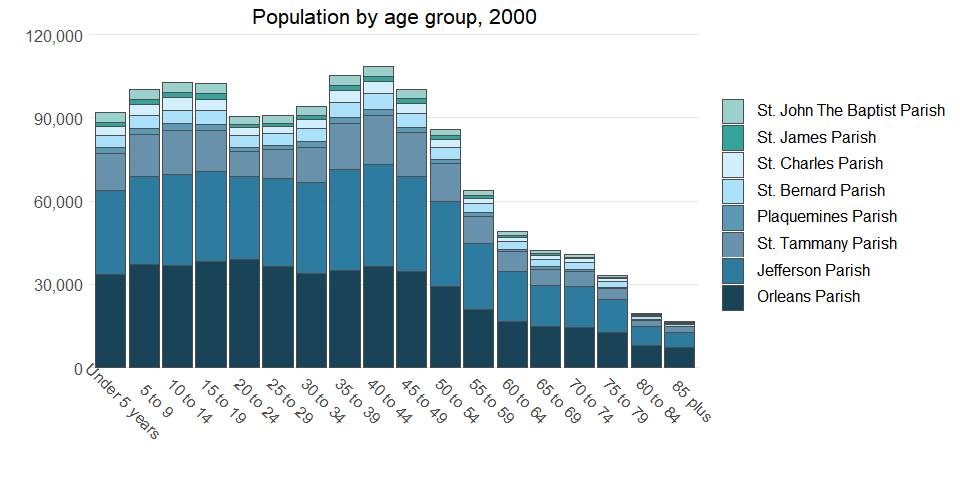 Population by age group, 2000
120,000
90,000
60,000
30,000
0
Under 5 years
5 to 9
10 to 14
15 to 19
20 to 24
25 to 29
30 to 34
35 to 39
40 to 44
45 to 49
50 to 54
55 to 59
60 to 64
65 to 69
70 to 74
75 to 79
80 to 84
85 plus
St. John The Baptist Parish
St. James Parish
St. Charles Parish
St. Bernard Parish
Plaquemines Parish
St. Tammany Parish
Jefferson Parish
Orleans Parish